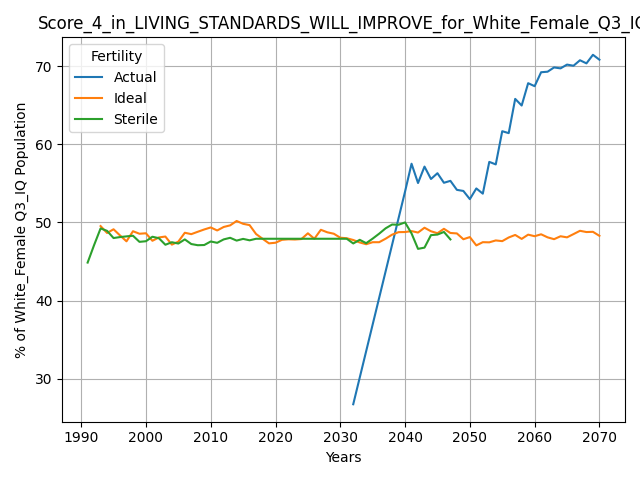 Score_4_in_LIVING_STANDARDS_WILL_IMPROVE_for_White_Female_Q3_IQ
Fertility
Actual
Ideal
Sterile
% of White_Female Q3_IQ Population
70
60
50
40
30
1990 2000 2010 2020 2030 2040 2050 2060 2070
Years